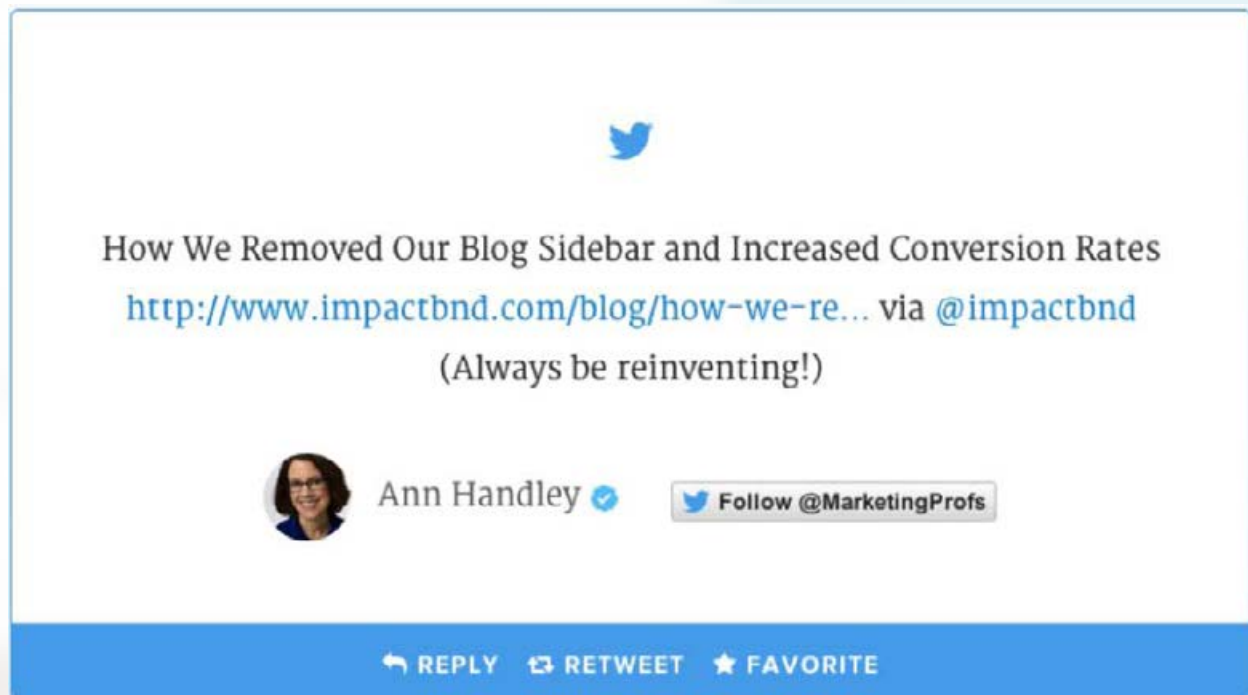 How We Removed Our Blog Sidebar and Increased Conversion Rates
http://www.impactbnd.com/blog/how-we-re... via @impactbnd
(Always be reinventing!)
Ann Handley Follow @MarketingProfs
REPLY RETWEET FAVORITE